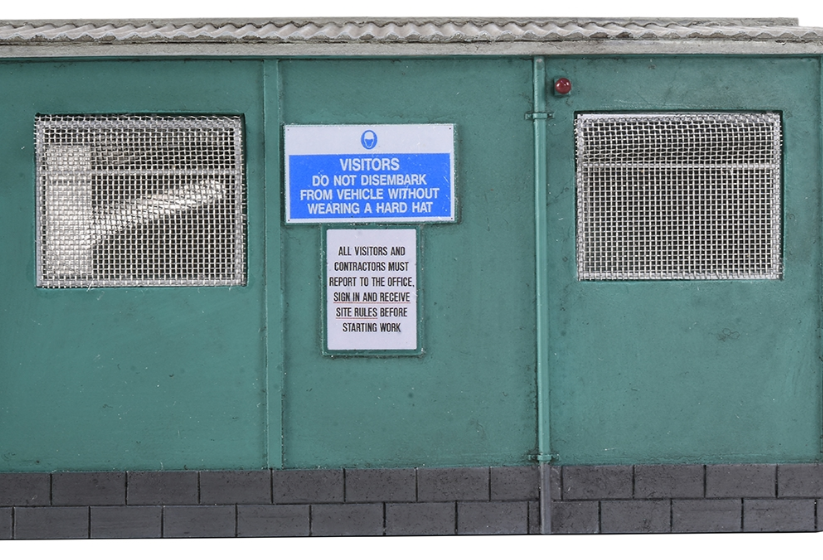 VISITORS
DO NOT DISEMBARK
FROM VEHICLE WITHOUT
WEARING A HARD HAT
ALL VISITORS AND
CONTRACTORS MUST
REPORT TO THE OFFICE,
SIGN IN AND RECEIVE
SITE RULES BEFORE
STARTING WORK